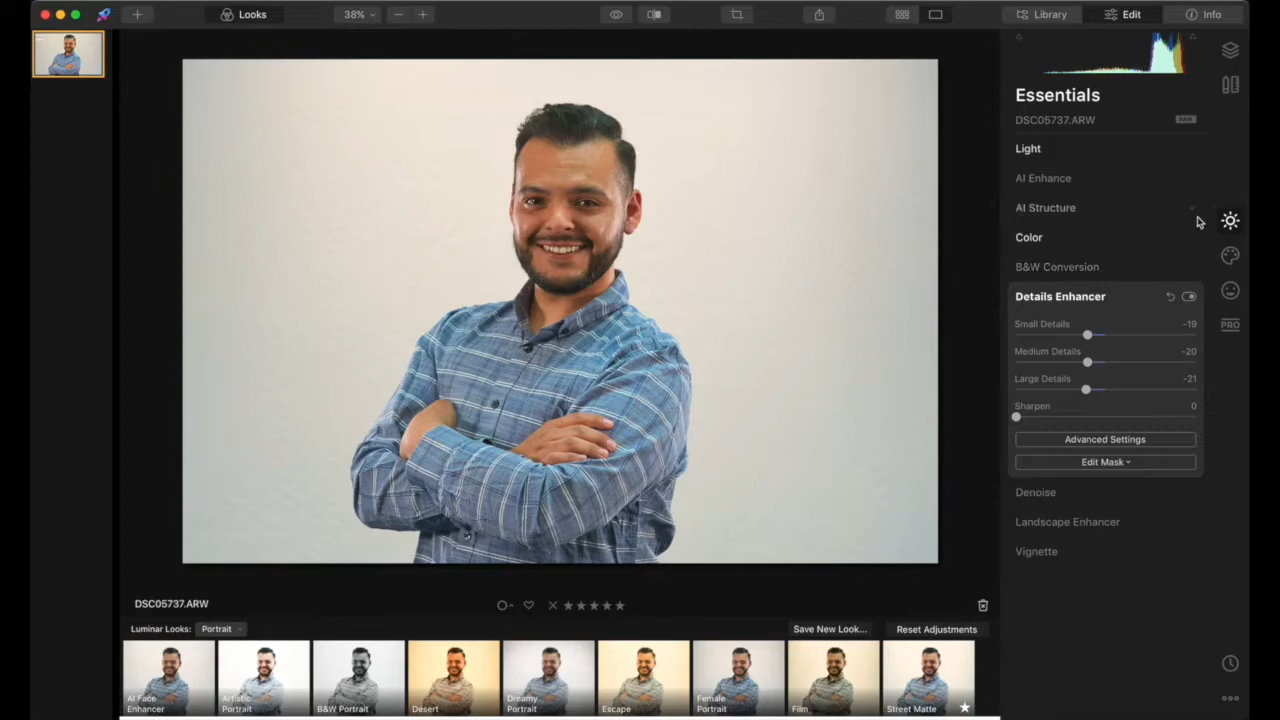 Looks
38%
Library
Edit
Info
Essentials
DSC05737.ARW
RAW
Light
AI Enhance
AI Structure
Color
B&W Conversion
Details Enhancer
Small Details
-19
Medium Details
-20
Large Details
-21
Sharpen
0
Advanced Settings
Edit Mask
Denoise
Landscape Enhancer
Vignette
PRO
DSC05737.ARW
Luminar Looks:
Portrait
Save New Look...
Reset Adjustments
AI Face
Enhancer
Artistic
Portrait
B&W Portrait
Desert
Dreamy
Portrait
Escape
Female
Portrait
Film
Street Matte